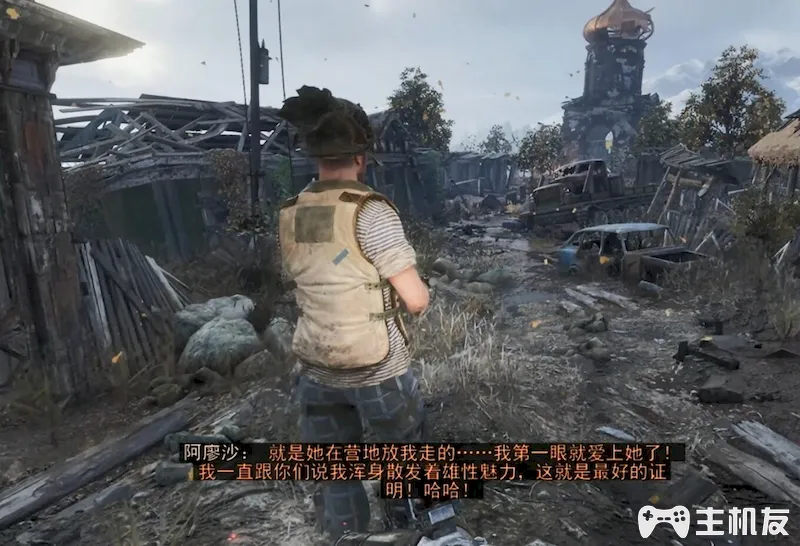 阿廖沙： 就是她在营地放我走的……我第一眼就爱上她了！
我一直跟你们说我浑身散发着雄性魅力，这就是最好的证
明！哈哈！
主机友